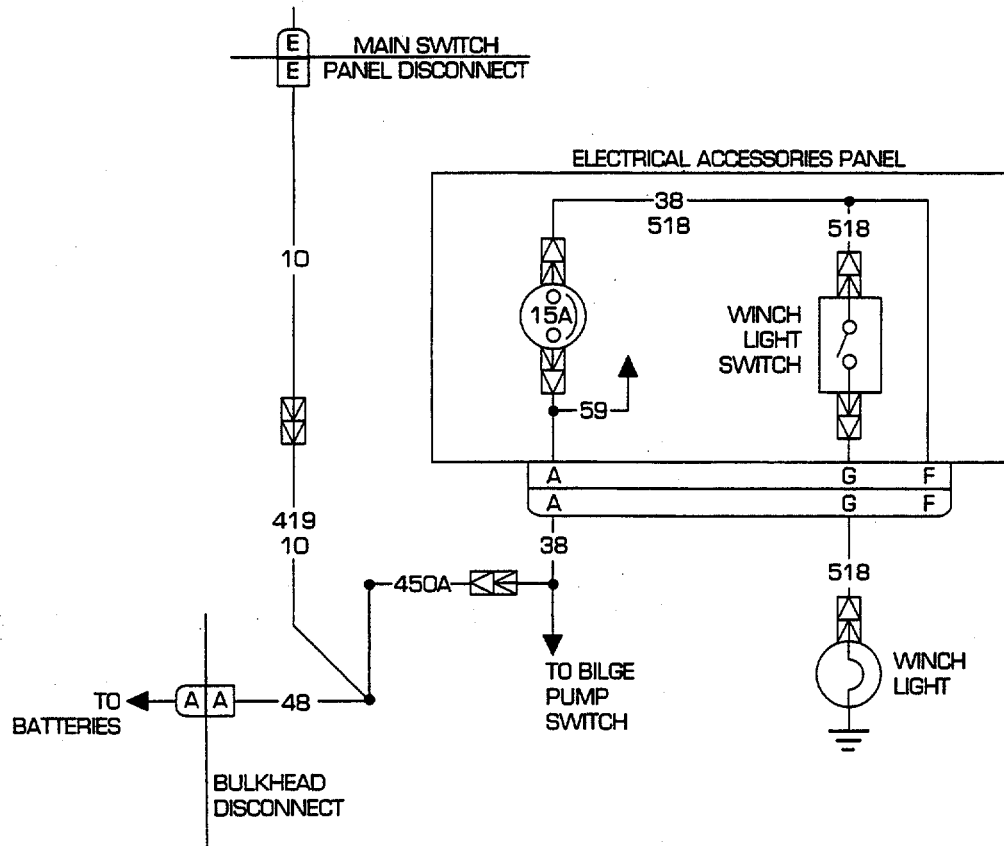 E
MAIN SWITCH
E
PANEL DISCONNECT
ELECTRICAL ACCESSORIES PANEL
38
518
518
10
15A
WINCH
LIGHT
SWITCH
59
A G F
A G F
419
10
38
450A
518
TO BILGE
PUMP
SWITCH
WINCH
LIGHT
TO
BATTERIES
A A
48
BULKHEAD
DISCONNECT